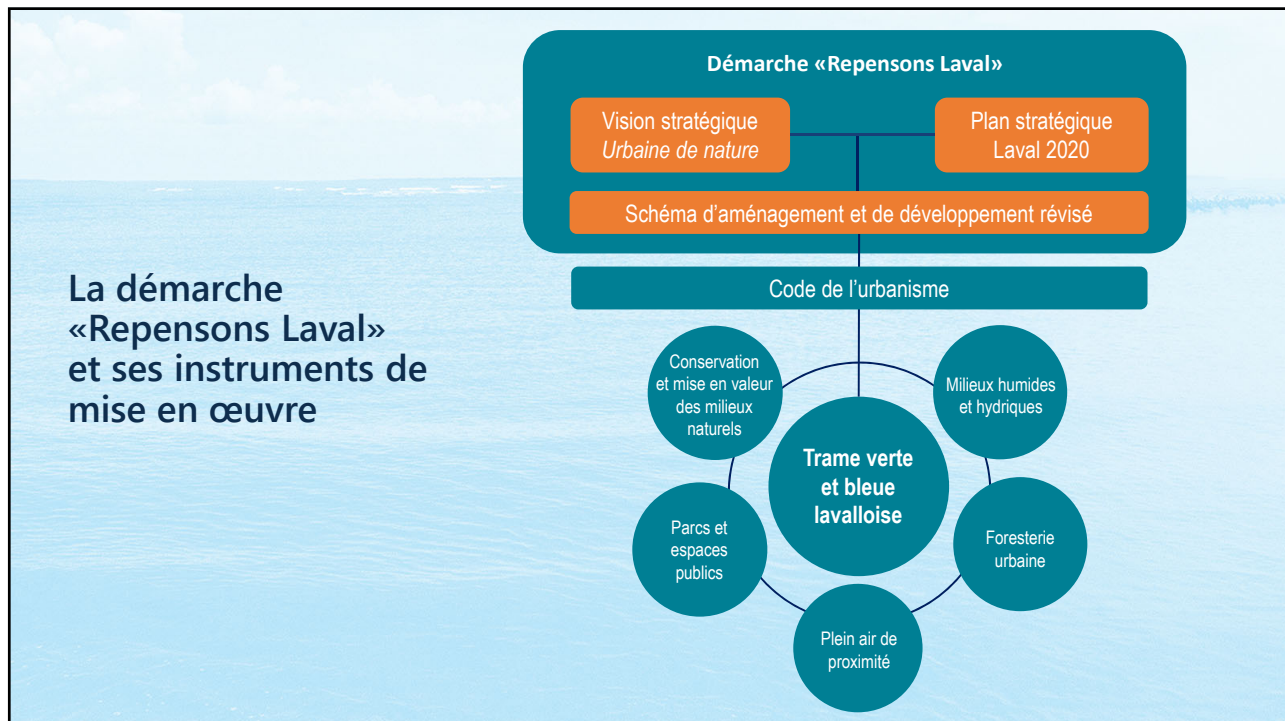 La démarche
«Repensons Laval»
et ses instruments de
mise en œuvre
Démarche «Repensons Laval»
Vision stratégique
Urbaine de nature
Plan stratégique
Laval 2020
Schéma d’aménagement et de développement révisé
Code de l’urbanisme
Conservation
et mise en valeur
des milieux
naturels
Milieux humides
et hydriques
Trame verte
et bleue
lavalloise
Parcs et
espaces
publics
Foresterie
urbaine
Plein air de
proximité